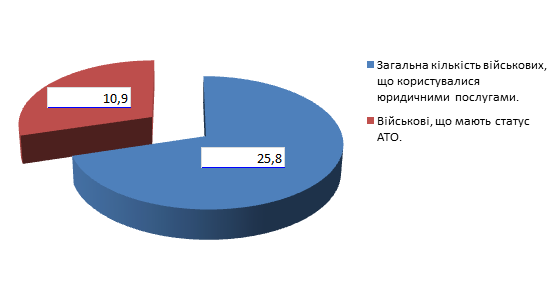 10,9
25,8
Загальна кількість військових,
що користувалися
юридичними послугами.
Військові, що мають статус
АТО.